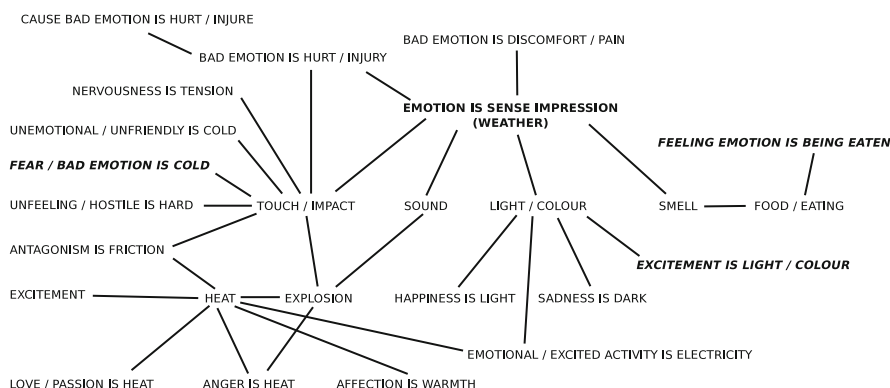 CAUSE BAD EMOTION IS HURT / INJURE
BAD EMOTION IS DISCOMFORT / PAIN
BAD EMOTION IS HURT / INJURY
NERVOUSNESS IS TENSION
EMOTION IS SENSE IMPRESSION
(WEATHER)
UNEMOTIONAL / UNFRIENDLY IS COLD
FEELING EMOTION IS BEING EATEN
FEAR / BAD EMOTION IS COLD
UNFEELING / HOSTILE IS HARD
TOUCH / IMPACT
SOUND
LIGHT / COLOUR
SMELL
FOOD / EATING
ANTAGONISM IS FRICTION
EXCITEMENT IS LIGHT / COLOUR
EXCITEMENT
HEAT
EXPLOSION
HAPPINESS IS LIGHT
SADNESS IS DARK
EMOTIONAL / EXCITED ACTIVITY IS ELECTRICITY
LOVE / PASSION IS HEAT
ANGER IS HEAT
AFFECTION IS WARMTH